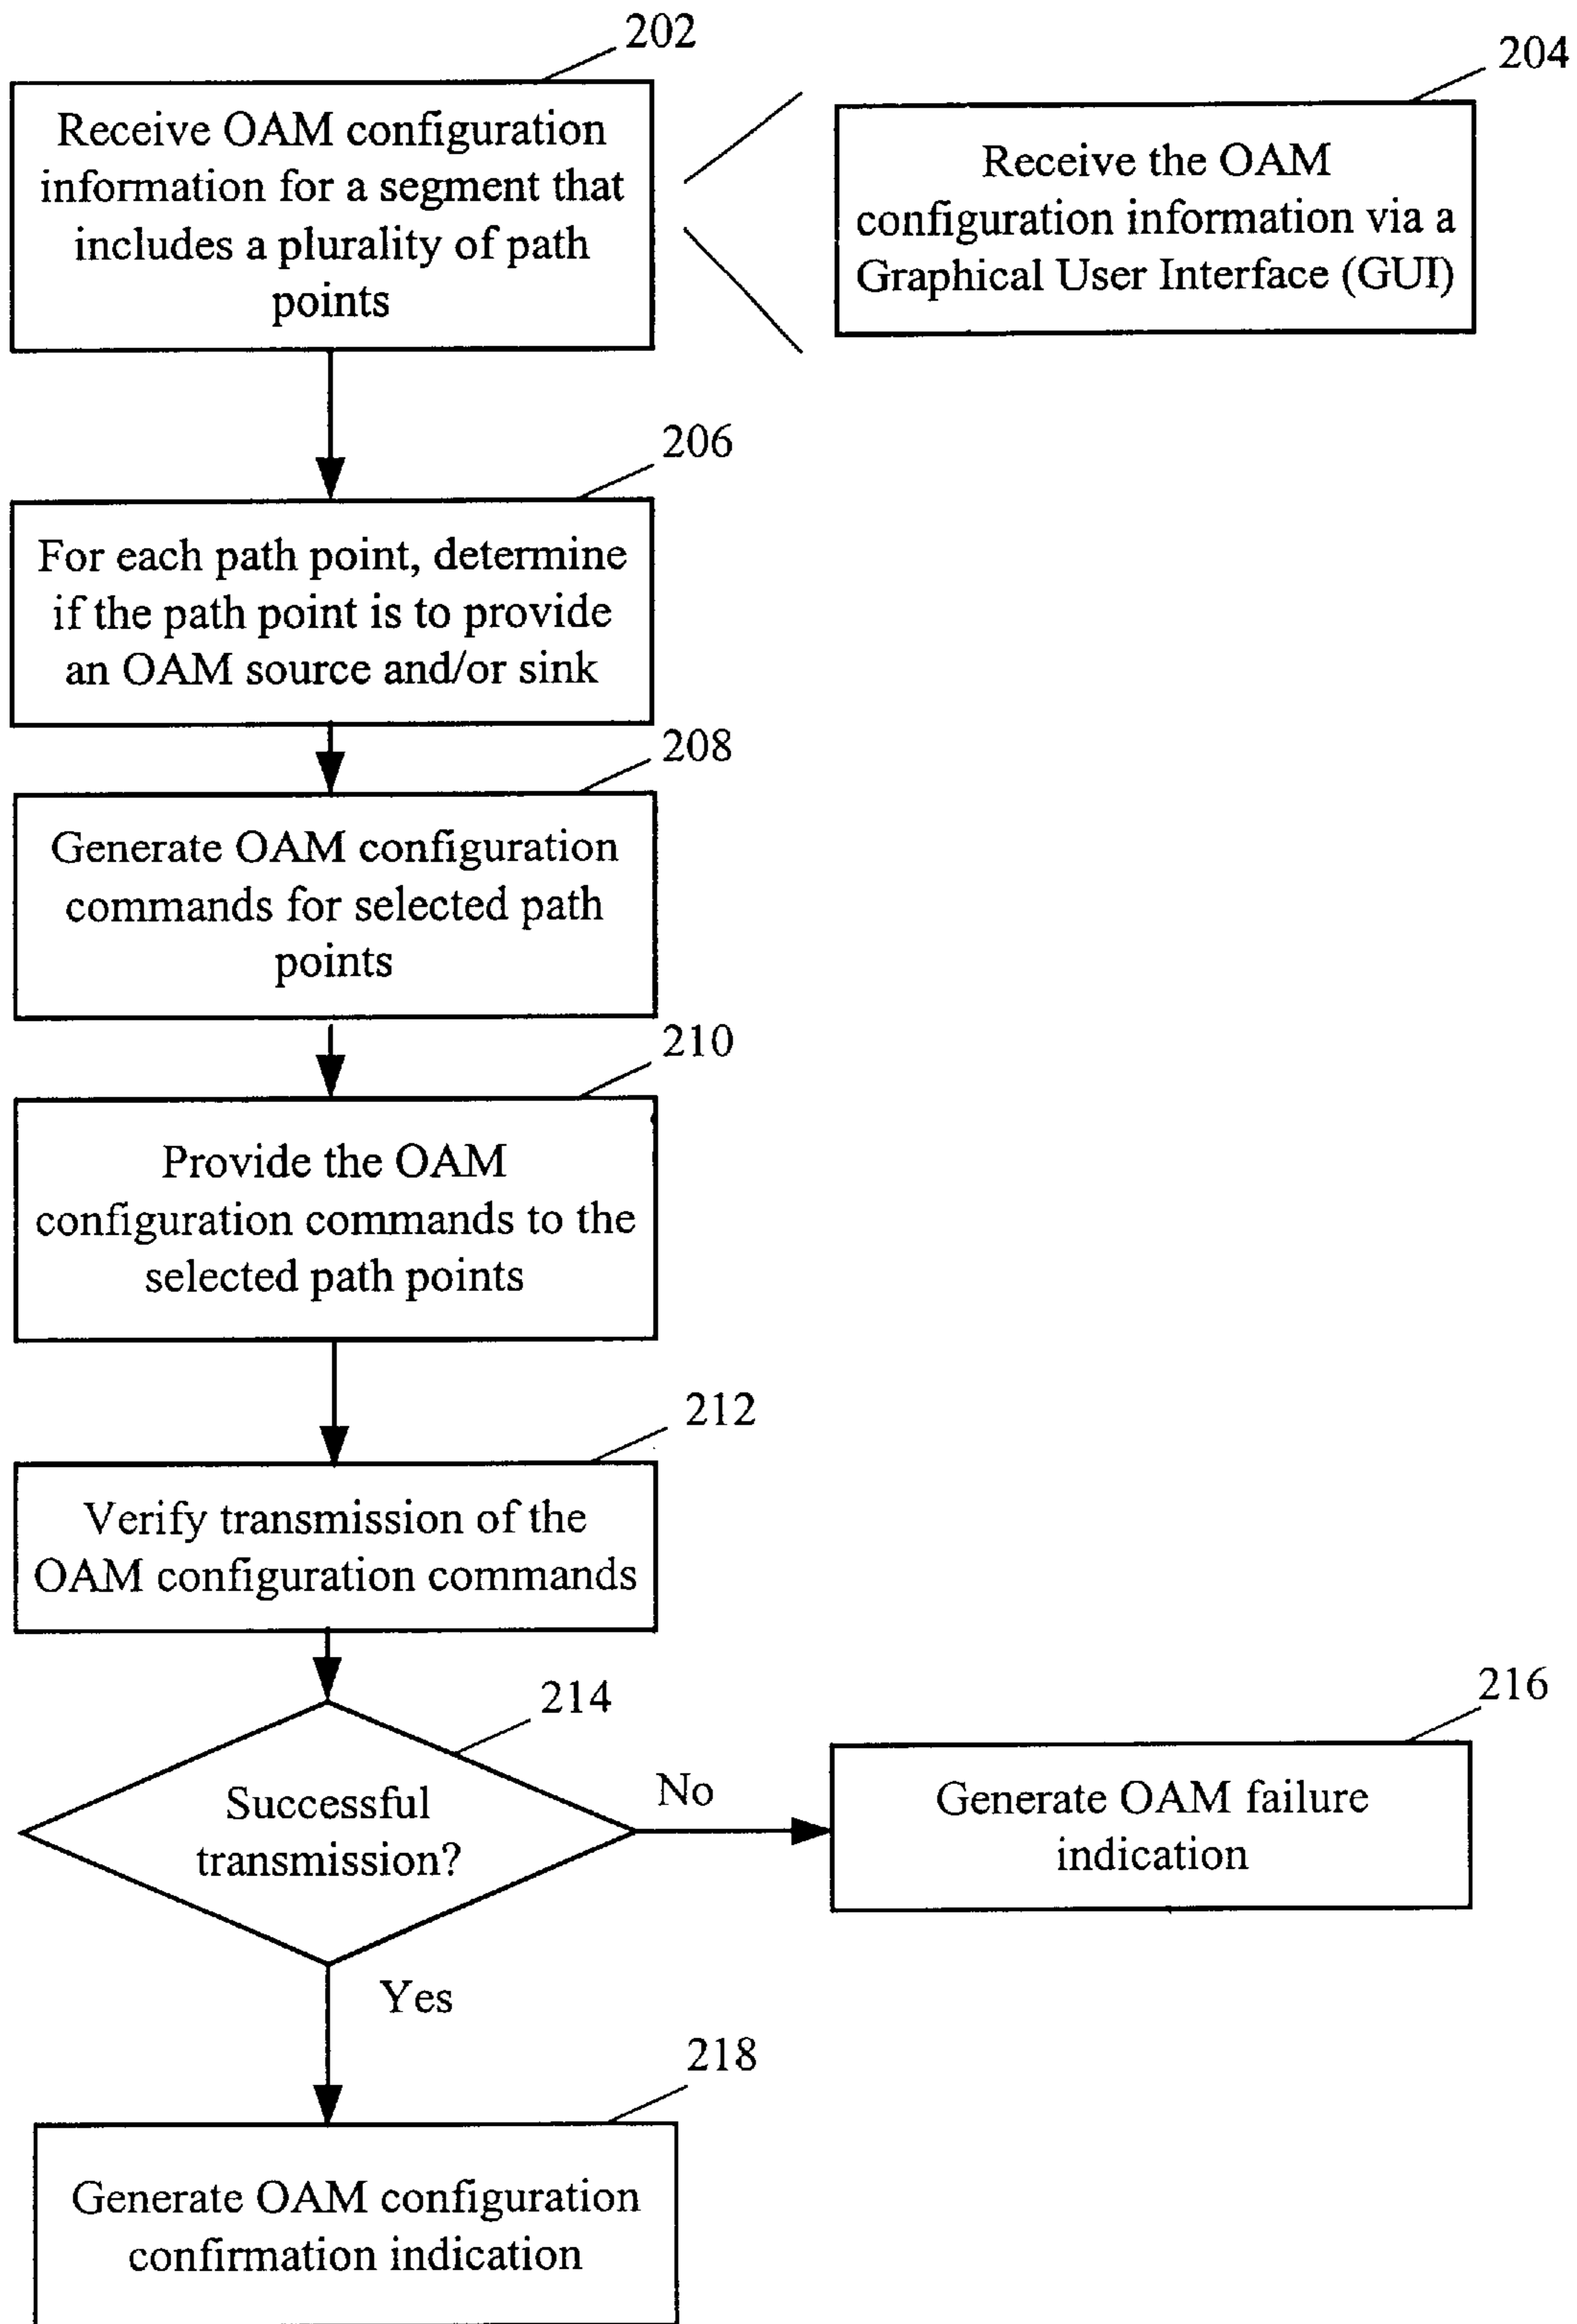 202
Receive OAM configuration
information for a segment that
includes a plurality of path
points
204
Receive the OAM
configuration information via a
Graphical User Interface (GUI)
206
For each path point, determine
if the path point is to provide
an OAM source and/or sink
208
Generate OAM configuration
commands for selected path
points
210
Provide the OAM
configuration commands to the
selected path points
212
Verify transmission of the
OAM configuration commands
214
Successful
transmission?
No
216
Generate OAM failure
indication
Yes
218
Generate OAM configuration
confirmation indication